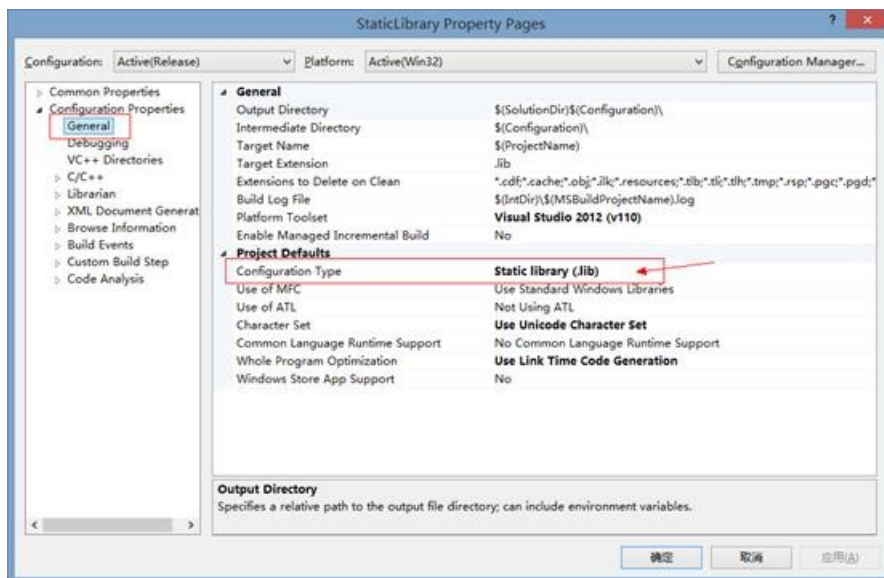 StaticLibrary Property Pages
?
Configuration: Active(Release) Platform: Active(Win32) Configuration Manager...
Common Properties
Configuration Properties
General
Debugging
VC++ Directories
C/C++
Librarian
XML Document Generat
Browse Information
Build Events
Custom Build Step
Code Analysis
General
Output Directory $(SolutionDir)$(Configuration)\
Intermediate Directory $(Configuration)\
Target Name $(ProjectName)
Target Extension .lib
Extensions to Delete on Clean *.cdf;*.cache;*.obj;*.ilk;*.resources;*.tlb;*.tli;*.tlh;*.tmp;*.rsp;*.pgc;*.pgd;*
Build Log File $(IntDir)\$(MSBuildProjectName).log
Platform Toolset Visual Studio 2012 (v110)
Enable Managed Incremental Build No
Project Defaults
Configuration Type Static library (.lib)
Use of MFC Use Standard Windows Libraries
Use of ATL Not Using ATL
Character Set Use Unicode Character Set
Common Language Runtime Support No Common Language Runtime Support
Whole Program Optimization Use Link Time Code Generation
Windows Store App Support No
Output Directory
Specifies a relative path to the output file directory; can include environment variables.
确定 取消 应用(A)